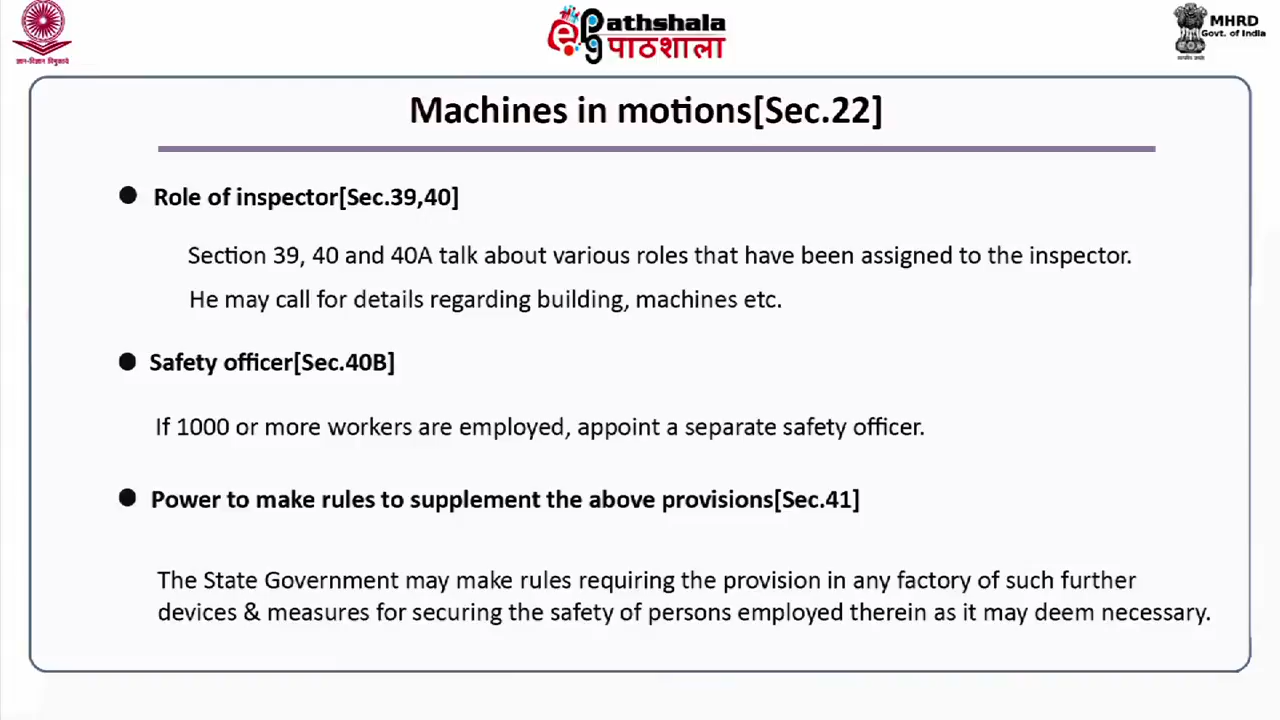 ज्ञान-विज्ञान विमुक्तये
ePathshala
पाठशाला
MHRD
Govt. of India
सत्यमेव जयते
Machines in motions[Sec.22]
● Role of inspector[Sec.39,40]
Section 39, 40 and 40A talk about various roles that have been assigned to the inspector.
He may call for details regarding building, machines etc.
● Safety officer[Sec.40B]
If 1000 or more workers are employed, appoint a separate safety officer.
● Power to make rules to supplement the above provisions[Sec.41]
The State Government may make rules requiring the provision in any factory of such further
devices & measures for securing the safety of persons employed therein as it may deem necessary.